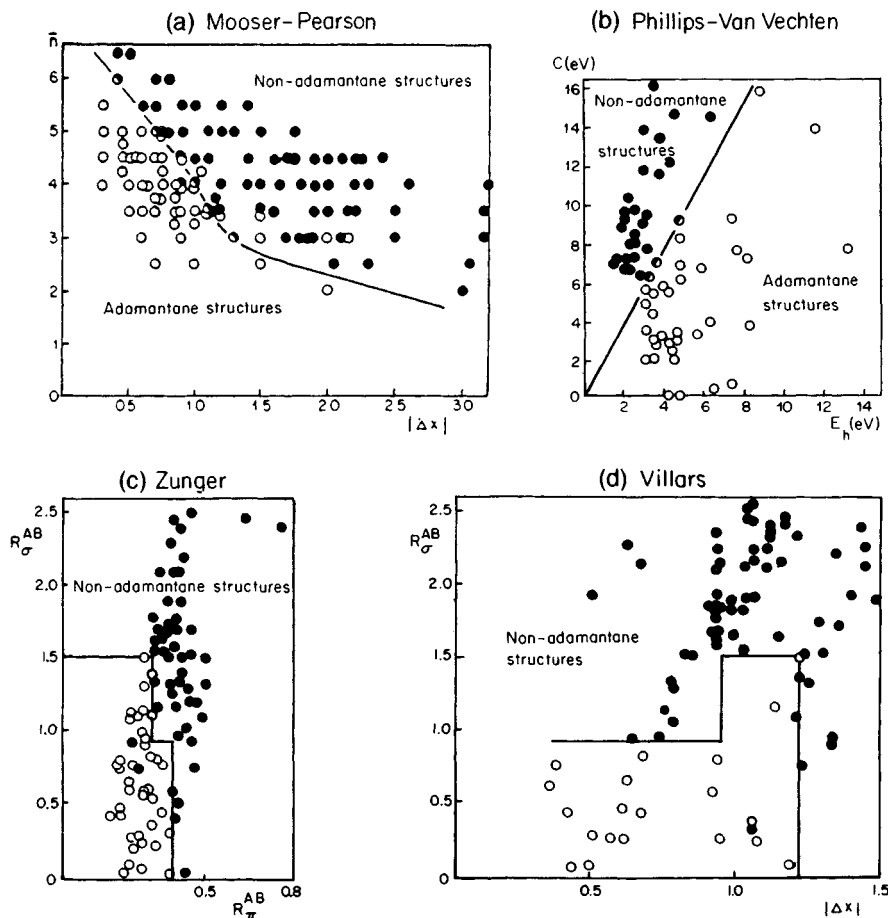 (a) Mooser-Pearson
n̄
Non-adamantane structures
Adamantane structures
6
5
4
3
2
0
0.5
1.0
1.5
2.0
2.5
3.0
|Δx|
(b) Phillips-Van Vechten
C(eV)
16
14
12
10
8
6
4
2
0
Non-adamantane
structures
Adamantane
structures
2
4
6
8
10
12
14
E_h(eV)
(c) Zunger
R_σ^AB
2.5
2.0
1.5
1.0
0.5
0
Non-adamantane structures
0.5
0.8
R_π^AB
(d) Villars
R_σ^AB
2.5
2.0
1.5
1.0
0.5
0
Non-adamantane
structures
0.5
1.0
1.5
|Δx|